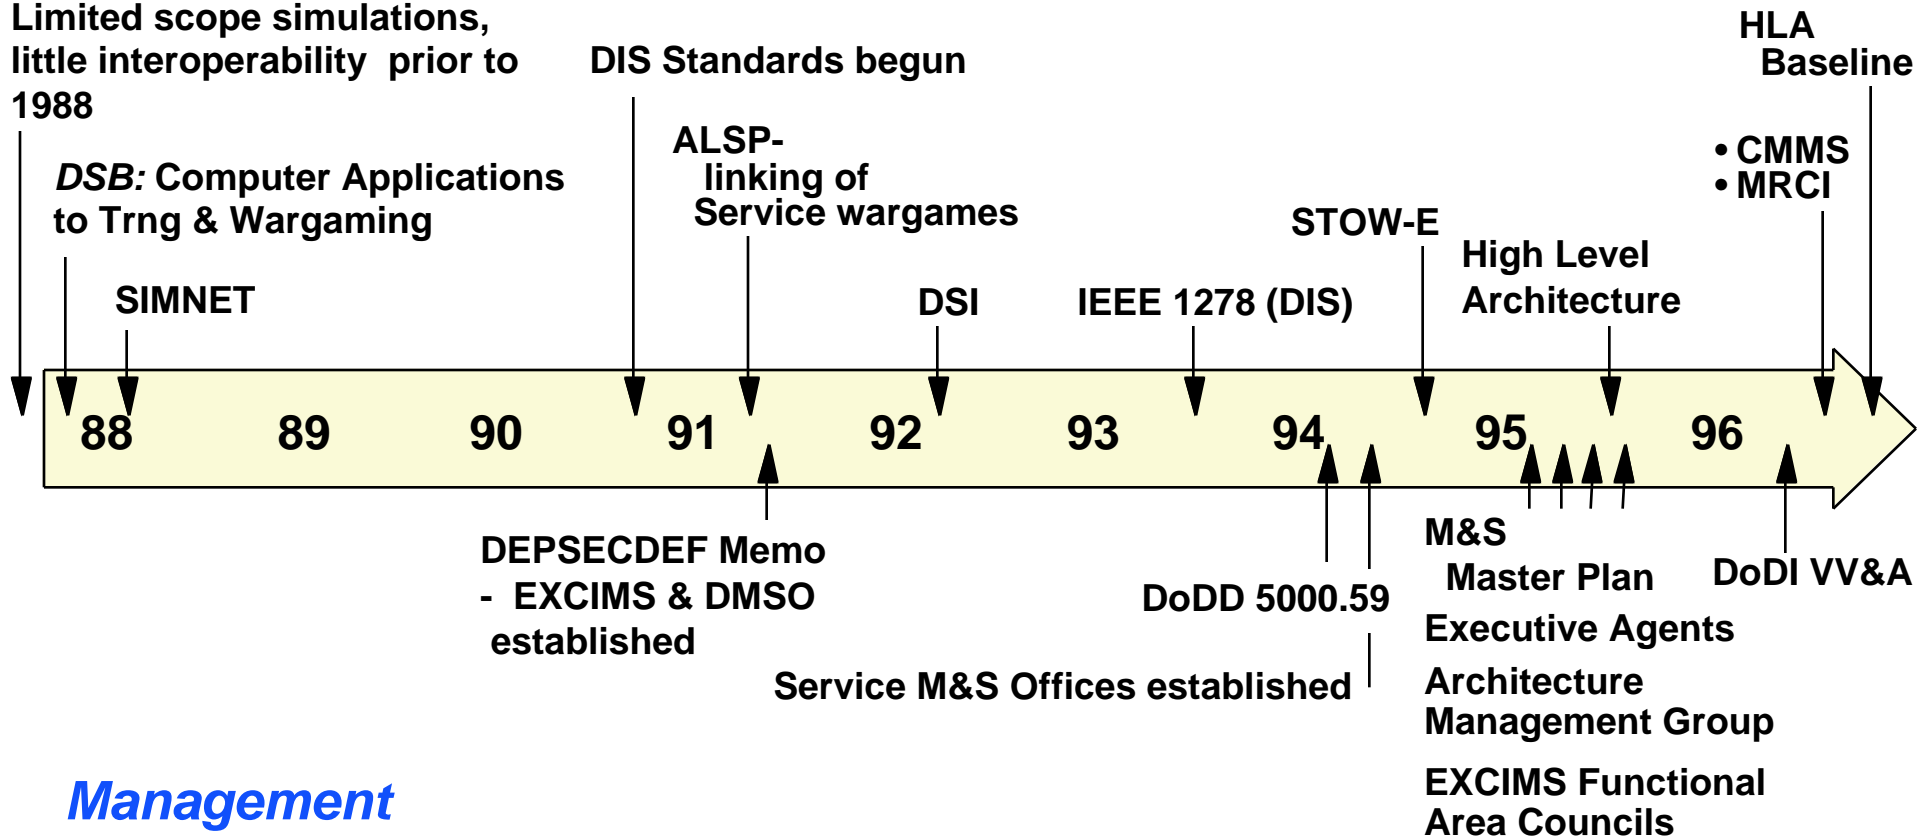 Limited scope simulations,
little interoperability prior to
1988
DIS Standards begun
HLA
Baseline
DSB: Computer Applications
to Trng & Wargaming
ALSP-
linking of
Service wargames
• CMMS
• MRCI
SIMNET
DSI
IEEE 1278 (DIS)
STOW-E
High Level
Architecture
88 89 90 91 92 93 94 95 96
DEPSECDEF Memo
- EXCIMS & DMSO
established
DoDD 5000.59
Service M&S Offices established
M&S
Master Plan
Executive Agents
Architecture
Management Group
EXCIMS Functional
Area Councils
DoDI VV&A
Management